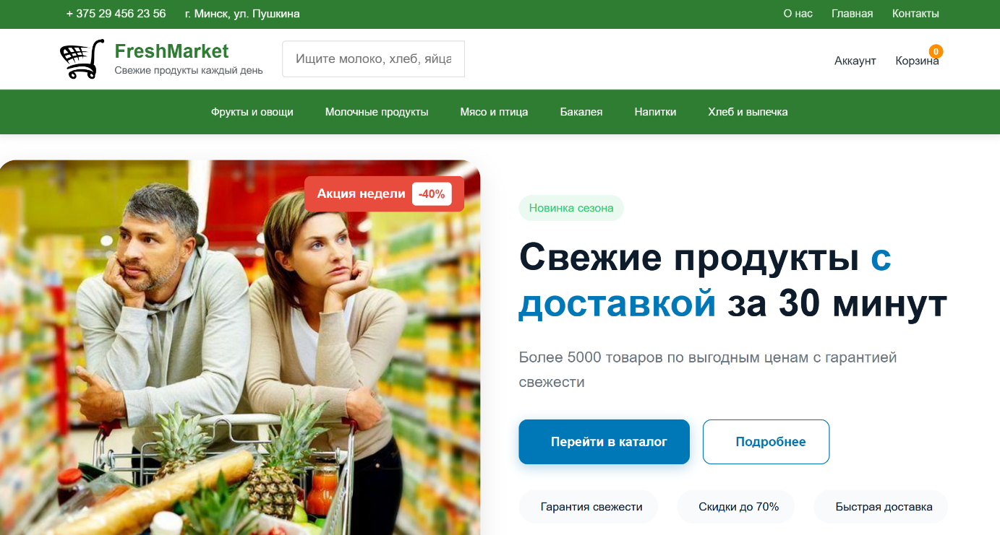 + 375 29 456 23 56 г. Минск, ул. Пушкина О нас Главная Контакты
FreshMarket
Свежие продукты каждый день
Ищите молоко, хлеб, яйца
Аккаунт Корзина 0
Фрукты и овощи Молочные продукты Мясо и птица Бакалея Напитки Хлеб и выпечка
Акция недели -40%
Новинка сезона
Свежие продукты с
доставкой за 30 минут
Более 5000 товаров по выгодным ценам с гарантией
свежести
Перейти в каталог Подробнее
Гарантия свежести Скидки до 70% Быстрая доставка